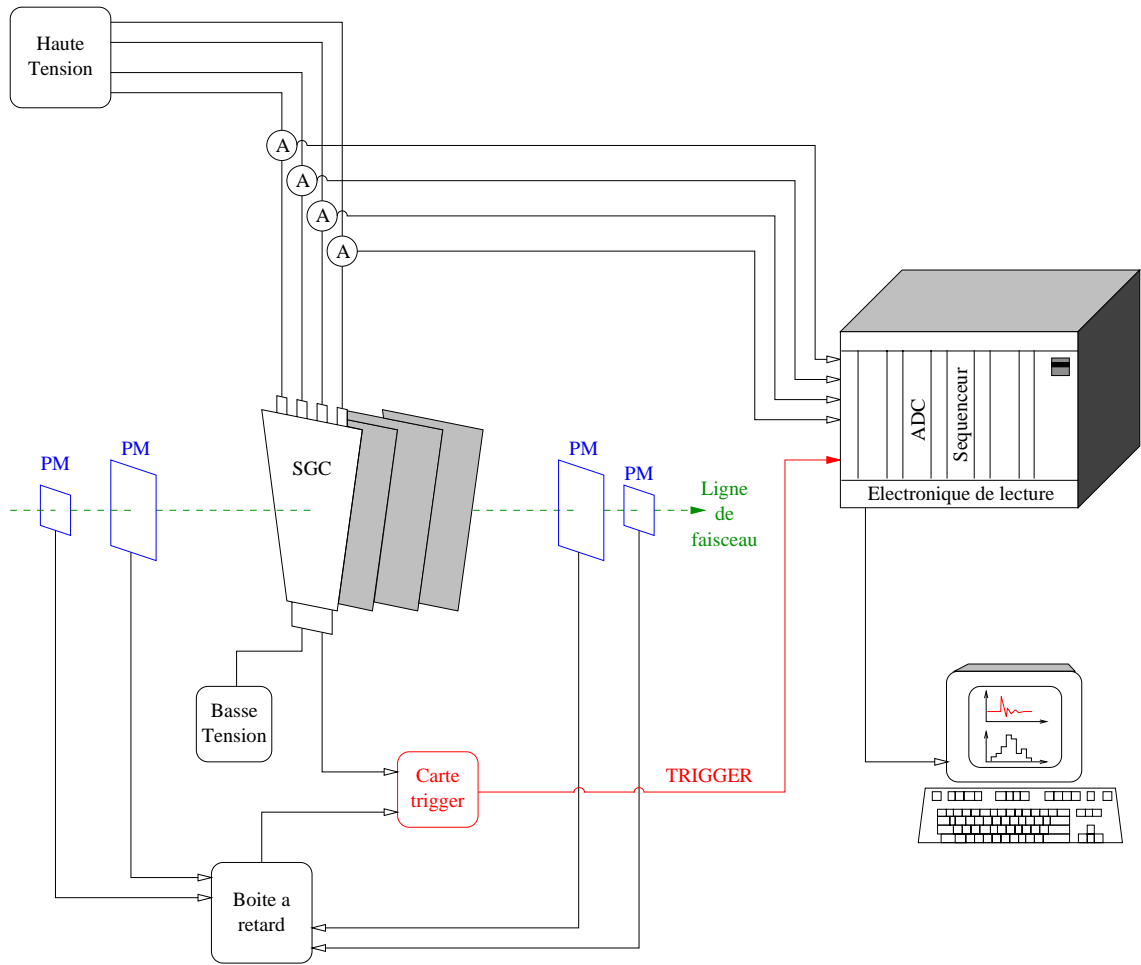 Haute
Tension
A
A
A
A
ADC
Sequenceur
Electronique de lecture
SGC
PM
PM
PM
PM
Ligne
de
faisceau
Basse
Tension
Carte
trigger
TRIGGER
Boite a
retard